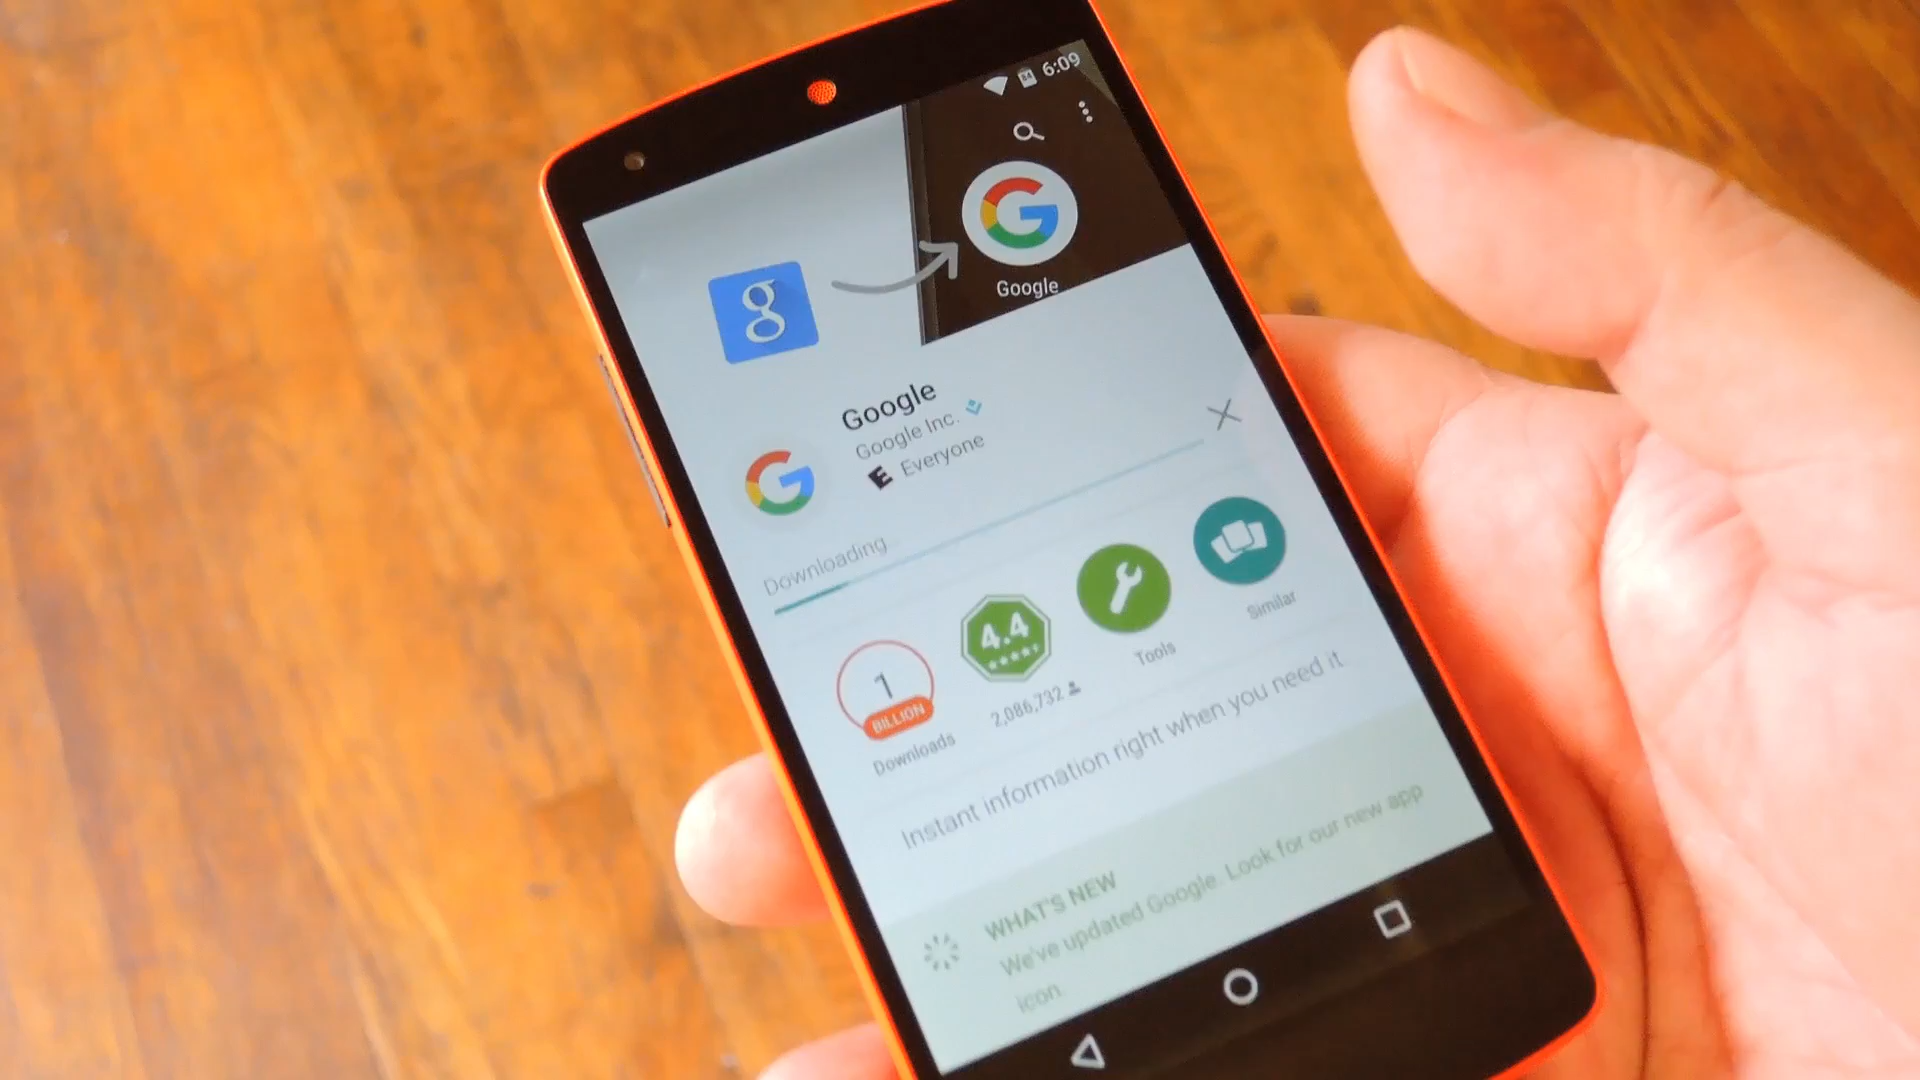 6:09
g
G
Google
Google
Google Inc.
E Everyone
G
Downloading
1
BILLION
Downloads
4.4
2,086,732
Tools
Similar
Instant information right when you need it.
WHAT'S NEW
We've updated Google. Look for our new app
icon.